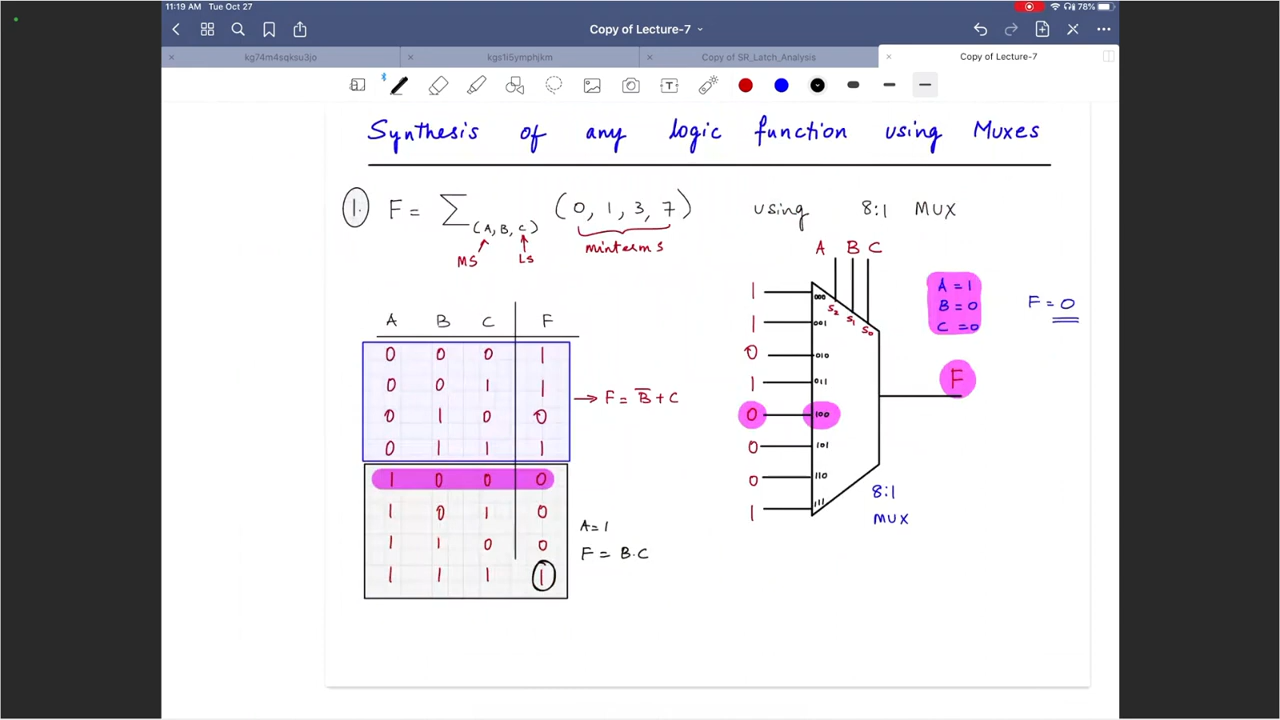 11:19 AM Tue Oct 27
78%
Copy of Lecture-7
kg74m4sqksu3jo
kgs1i5ymphjkm
Copy of SR_Latch_Analysis
Copy of Lecture-7
Synthesis of any logic function using Muxes
1. F = ∑(A, B, C) (0, 1, 3, 7) using 8:1 MUX
MS LS minterms
A B C F
0 0 0 1
0 0 1 1
0 1 0 0
0 1 1 1
1 0 0 0
1 0 1 0
1 1 0 0
1 1 1 1
→ F = B̅ + C
A = 1
F = B.C
A B C
S2 S1 S0
1 000
1 001
0 010
1 011
0 100
0 101
0 110
1 111
8:1
MUX
F
A = 1
B = 0
C = 0
F = 0